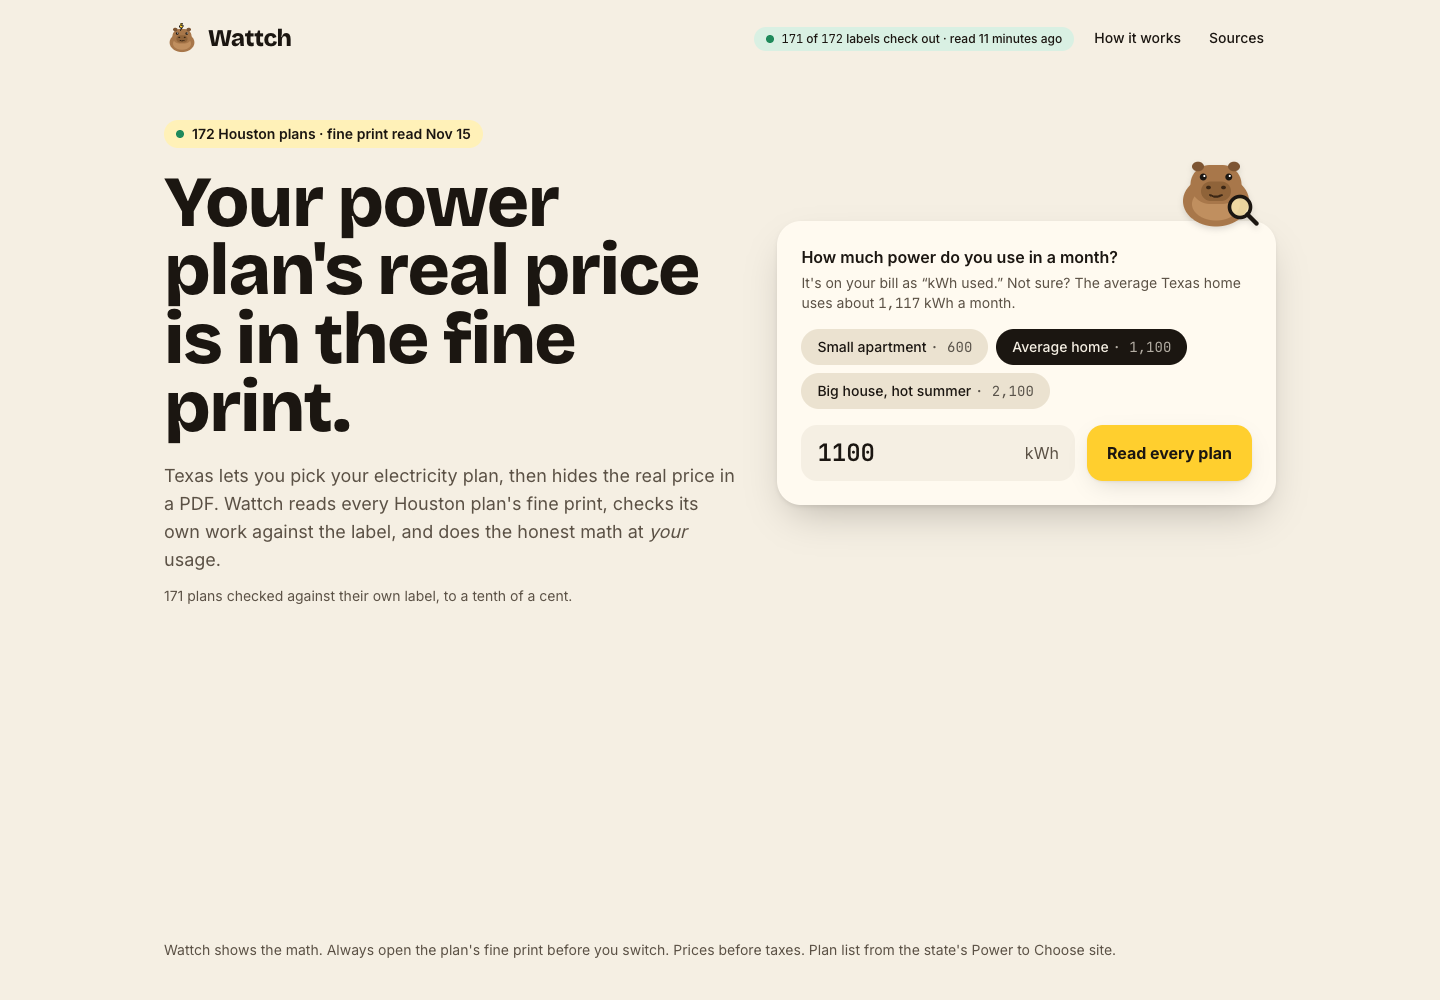 Wattch
171 of 172 labels check out · read 11 minutes ago
How it works
Sources
172 Houston plans · fine print read Nov 15
Your power
plan's real price
is in the fine
print.
Texas lets you pick your electricity plan, then hides the real price in
a PDF. Wattch reads every Houston plan's fine print, checks its
own work against the label, and does the honest math at your
usage.
171 plans checked against their own label, to a tenth of a cent.
How much power do you use in a month?
It's on your bill as “kWh used.” Not sure? The average Texas home
uses about 1,117 kWh a month.
Small apartment · 600
Average home · 1,100
Big house, hot summer · 2,100
1100 kWh
Read every plan
Wattch shows the math. Always open the plan's fine print before you switch. Prices before taxes. Plan list from the state's Power to Choose site.